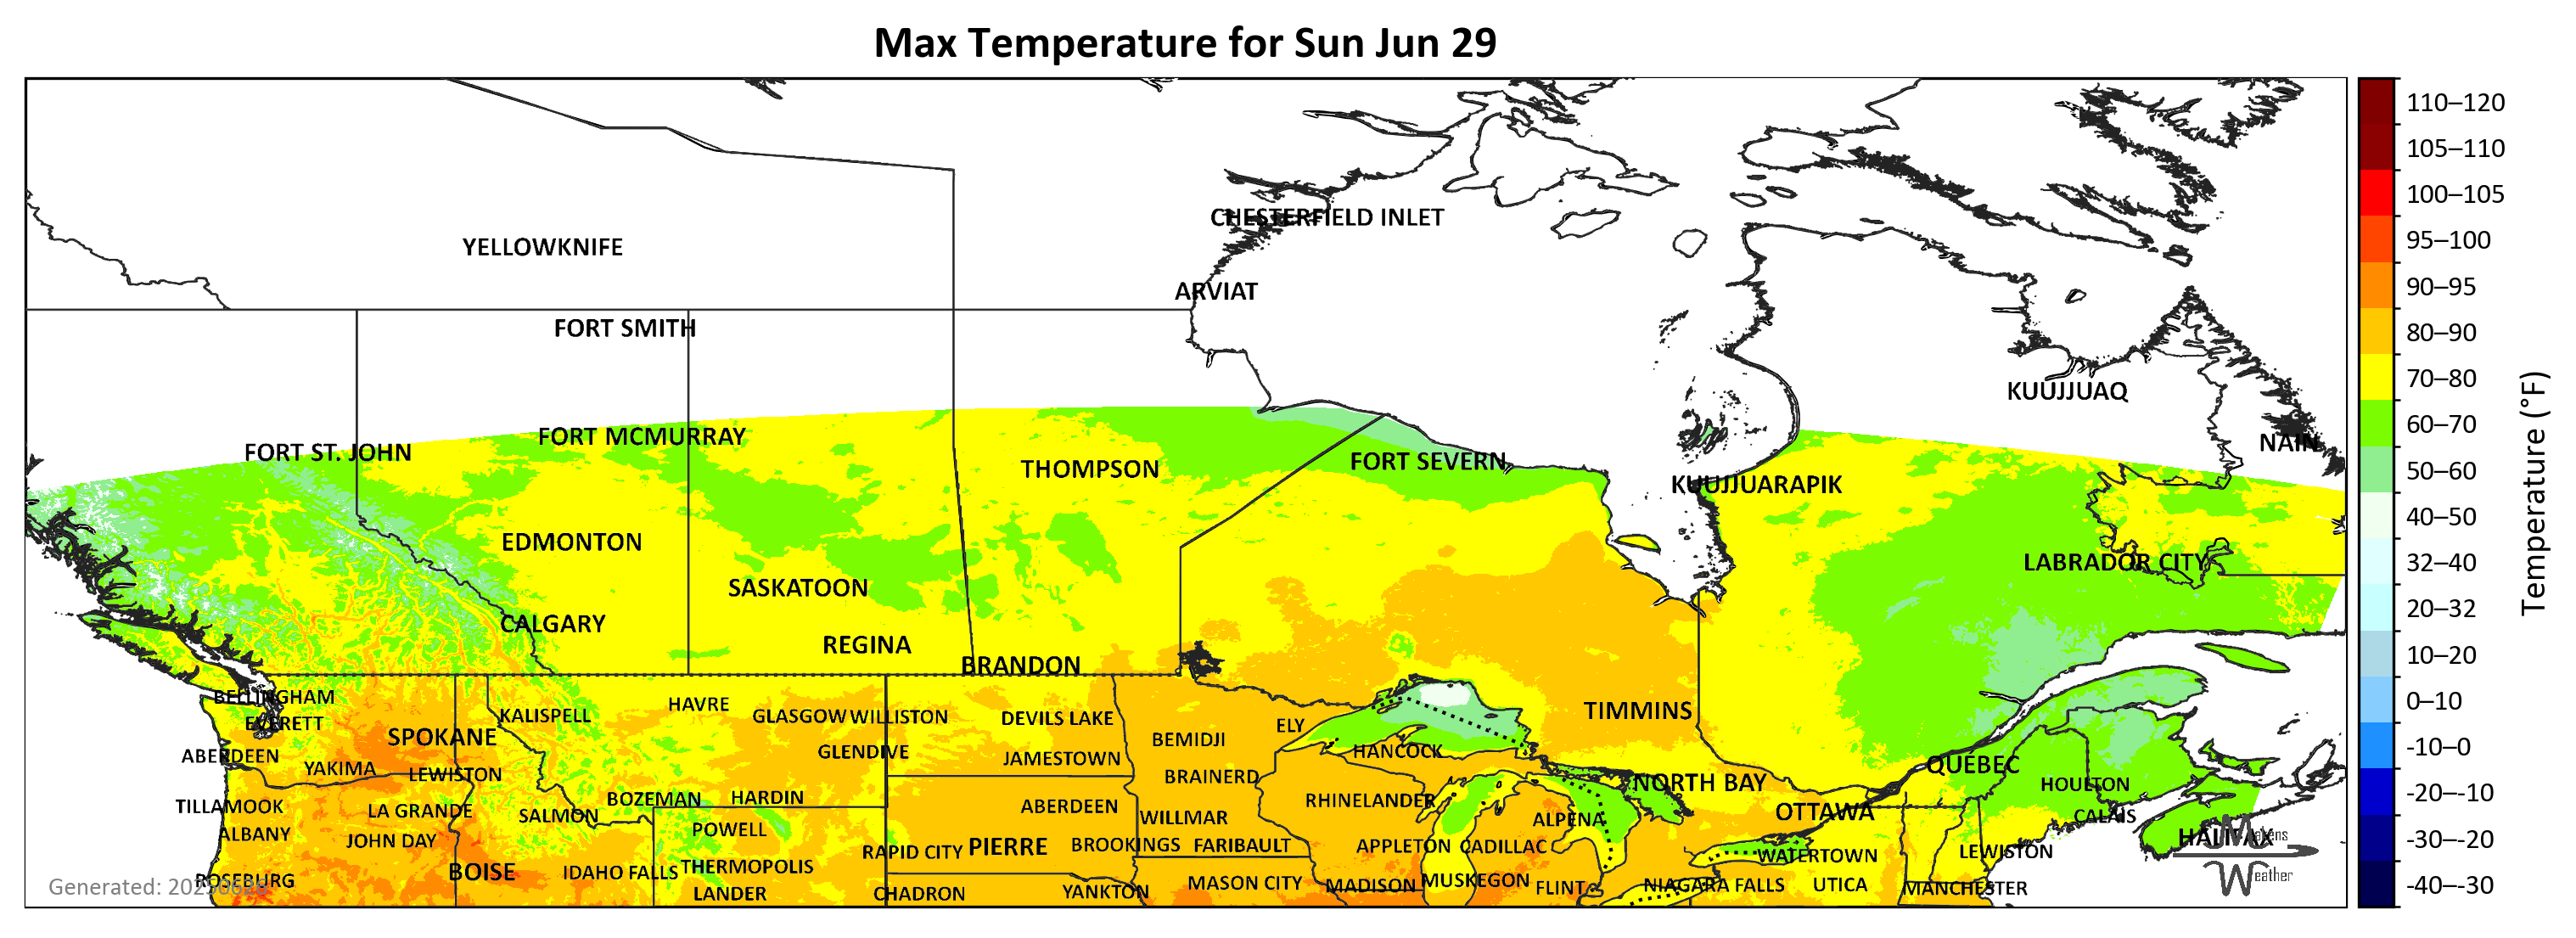 Max Temperature for Sun Jun 29
110–120
105–110
100–105
95–100
90–95
80–90
70–80
60–70
50–60
40–50
32–40
20–32
10–20
0–10
-10–0
-20–-10
-30–-20
-40–-30
Temperature (°F)
CHESTERFIELD INLET
YELLOWKNIFE
ARVIAT
FORT SMITH
KUUJJUAQ
FORT MCMURRAY
NAIN
FORT ST. JOHN
FORT SEVERN
THOMPSON
KUUJJUARAPIK
EDMONTON
LABRADOR CITY
SASKATOON
CALGARY
REGINA
BRANDON
BELLINGHAM
HAVRE
TIMMINS
KALISPELL
GLASGOW
WILLISTON
DEVILS LAKE
EVERETT
ELY
SPOKANE
BEMIDJI
ABERDEEN
GLENDIVE
HANCOCK
JAMESTOWN
QUEBEC
YAKIMA
LEWISTON
BRAINERD
NORTH BAY
HOULTON
BOZEMAN
HARDIN
RHINELANDER
TILLAMOOK
ABERDEEN
LA GRANDE
SALMON
OTTAWA
CALAIS
WILLMAR
ALPENA
POWELL
ALBANY
HALIFAX
JOHN DAY
BROOKINGS
FARIBAULT
APPLETON
CADILLAC
PIERRE
RAPID CITY
LEWISTON
WATERTOWN
THERMOPOLIS
BOISE
IDAHO FALLS
ROSEBURG
MUSKEGON
MASON CITY
MADISON
NIAGARA FALLS
UTICA
FLINT
MANCHESTER
YANKTON
LANDER
CHADRON
Weather